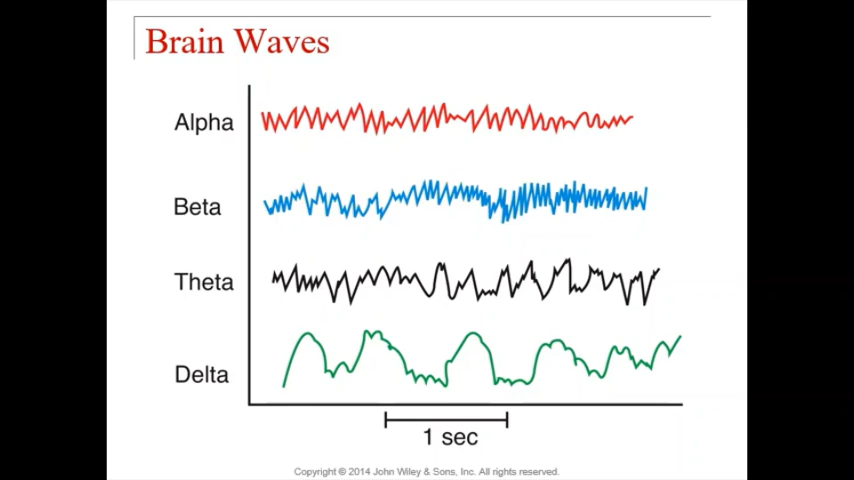 Brain Waves
Alpha
Beta
Theta
Delta
1 sec
Copyright © 2014 John Wiley & Sons, Inc. All rights reserved.